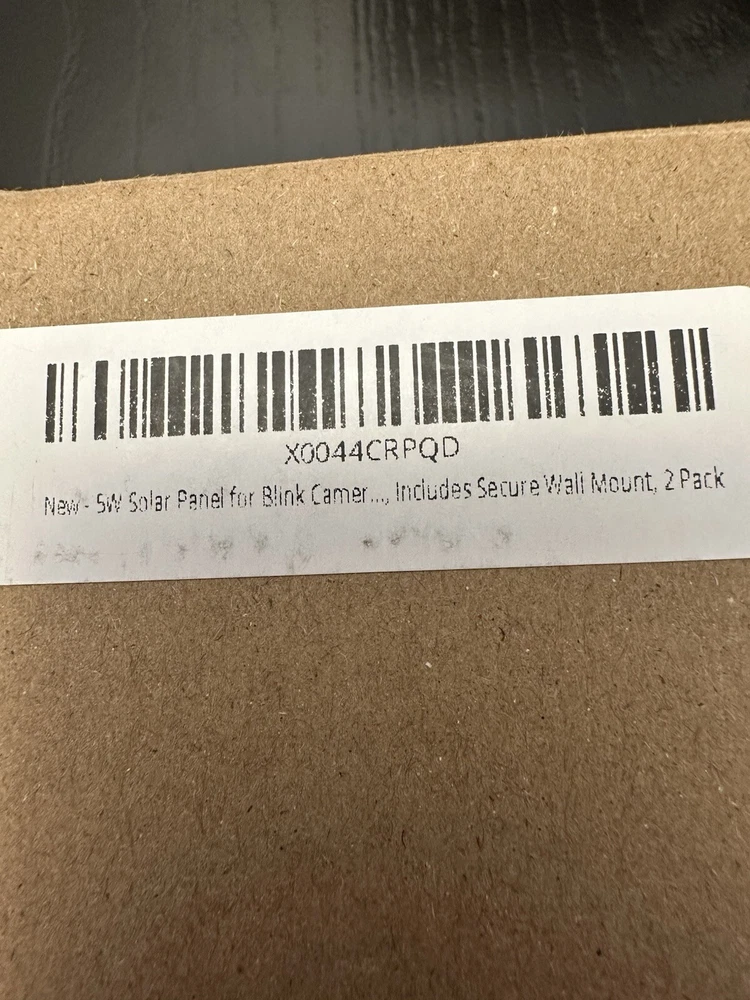 X0044CRPQD
New - 5W Solar Panel for Blink Camer..., Includes Secure Wall Mount, 2 Pack